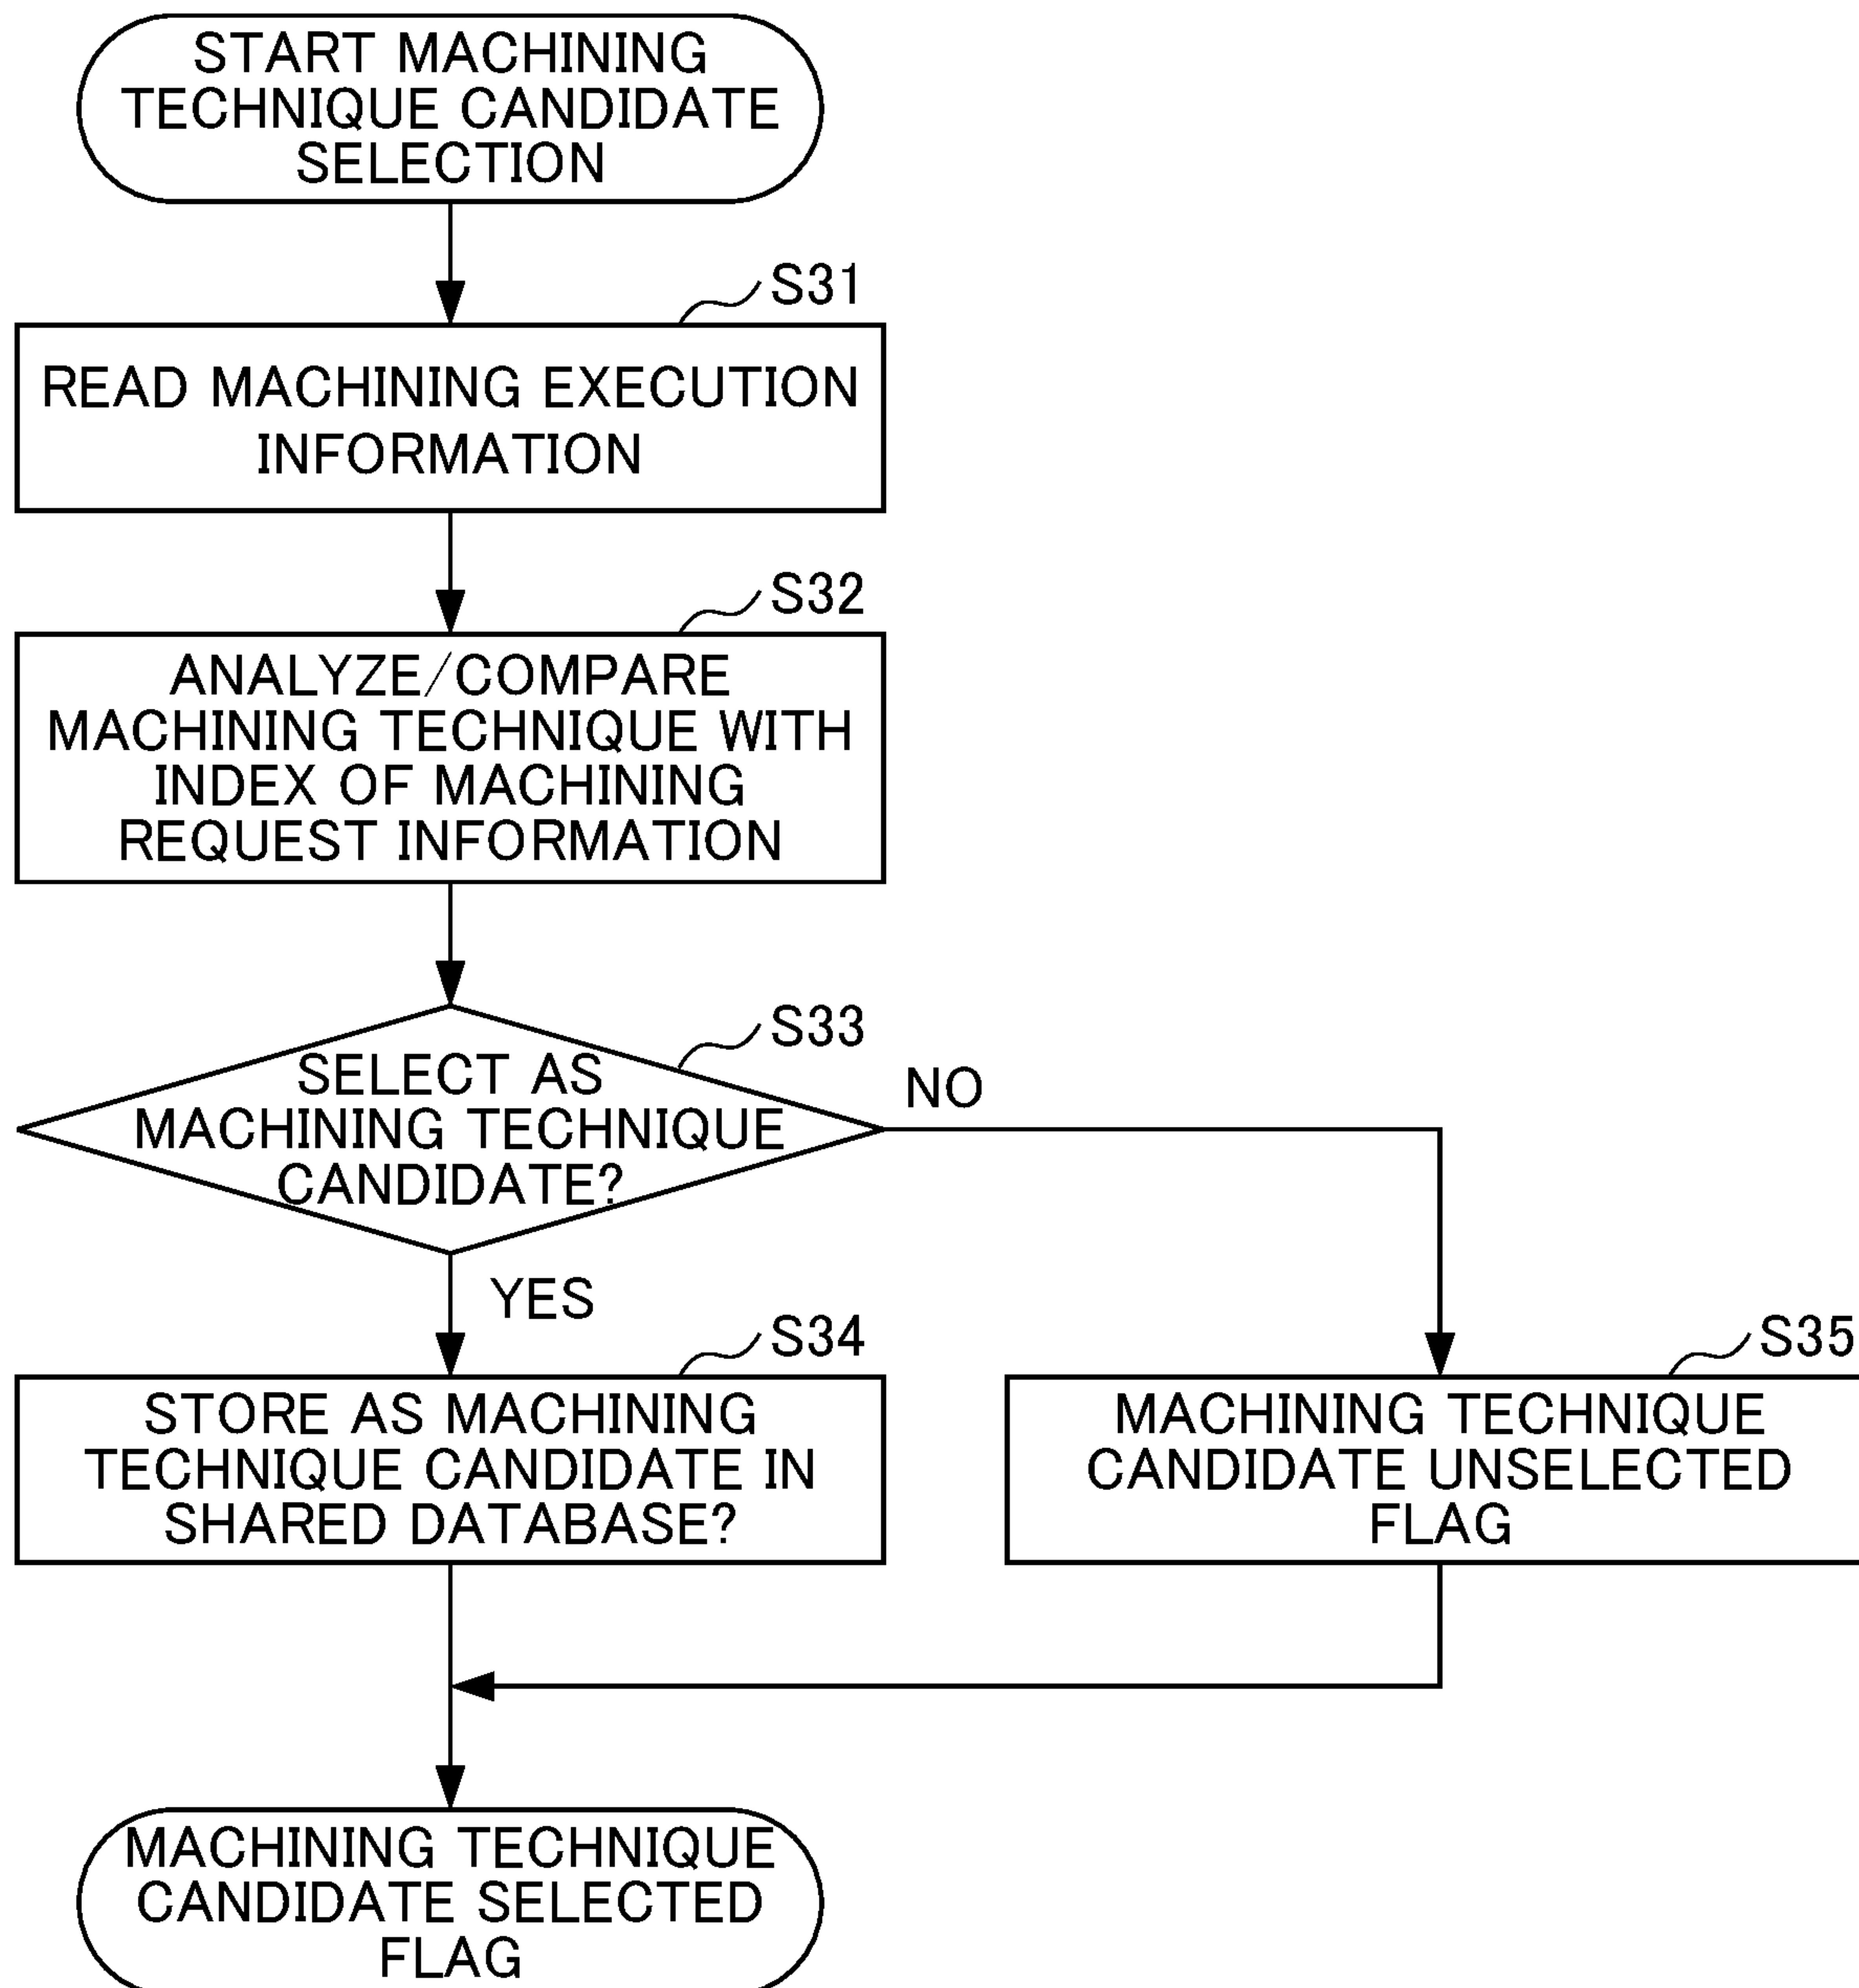 START MACHINING
TECHNIQUE CANDIDATE
SELECTION
S31
READ MACHINING EXECUTION
INFORMATION
S32
ANALYZE/COMPARE
MACHINING TECHNIQUE WITH
INDEX OF MACHINING
REQUEST INFORMATION
S33
SELECT AS
MACHINING TECHNIQUE
CANDIDATE?
NO
YES
S34
STORE AS MACHINING
TECHNIQUE CANDIDATE IN
SHARED DATABASE?
S35
MACHINING TECHNIQUE
CANDIDATE UNSELECTED
FLAG
MACHINING TECHNIQUE
CANDIDATE SELECTED
FLAG